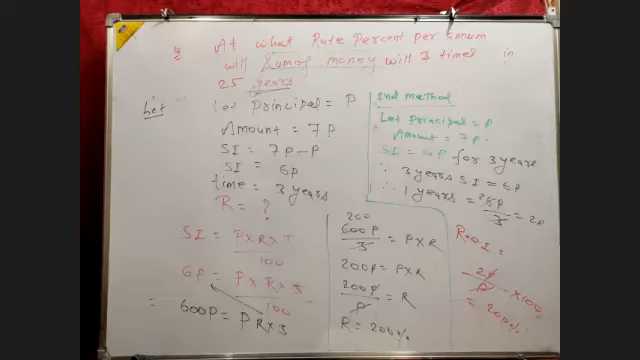 Q At what Rate Percent per annum
will Sum of money will 3 times in
25 years
Let Let Principal = P
Amount = 7P
SI = 7P-P
SI = 6P
time = 3 years
R = ?
SI = P×R×T
100
6P = P×R×3
100
= 600P = PR×3
IInd method
Let Principal = P
Amount = 7P.
SI = 6P for 3 years
∵ 3 years SI = 6P
∴ 1 years = 6P = 2P
3
200
600P = P×R
3
200P = P×R
200P = R
P
R = 200%
R.O.I =
2P ×100
P
= 200%